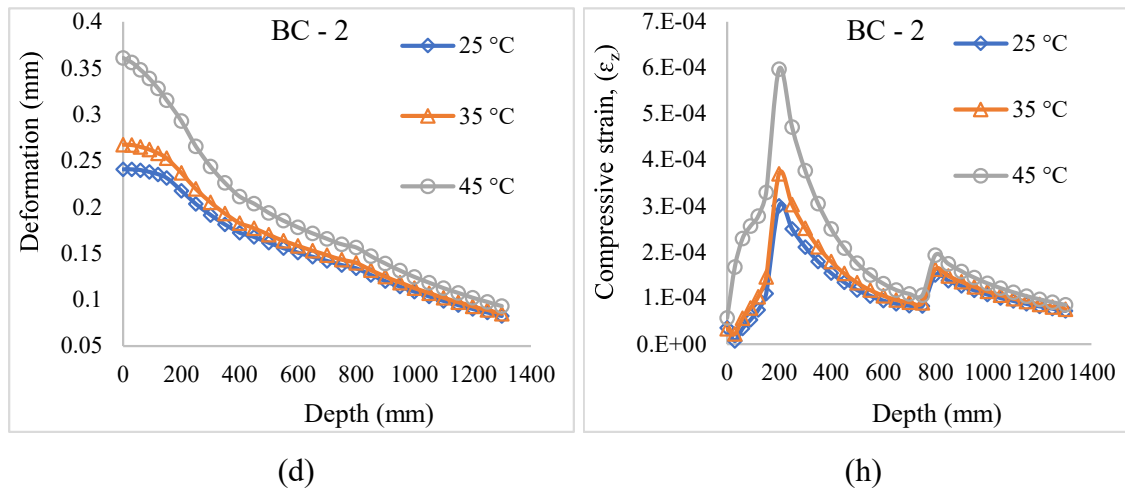 BC - 2
25 °C
35 °C
45 °C
Deformation (mm)
0.4
0.35
0.3
0.25
0.2
0.15
0.1
0.05
0 200 400 600 800 1000 1200 1400
Depth (mm)
(d)
BC - 2
25 °C
35 °C
45 °C
Compressive strain, (ε_z)
7.E-04
6.E-04
5.E-04
4.E-04
3.E-04
2.E-04
1.E-04
0.E+00
0 200 400 600 800 1000 1200 1400
Depth (mm)
(h)